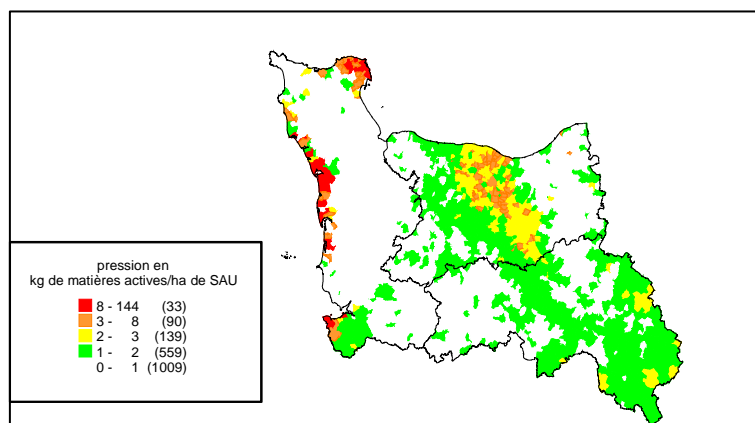 pression en
kg de matières actives/ha de SAU
8 - 144 (33)
3 - 8 (90)
2 - 3 (139)
1 - 2 (559)
0 - 1 (1009)